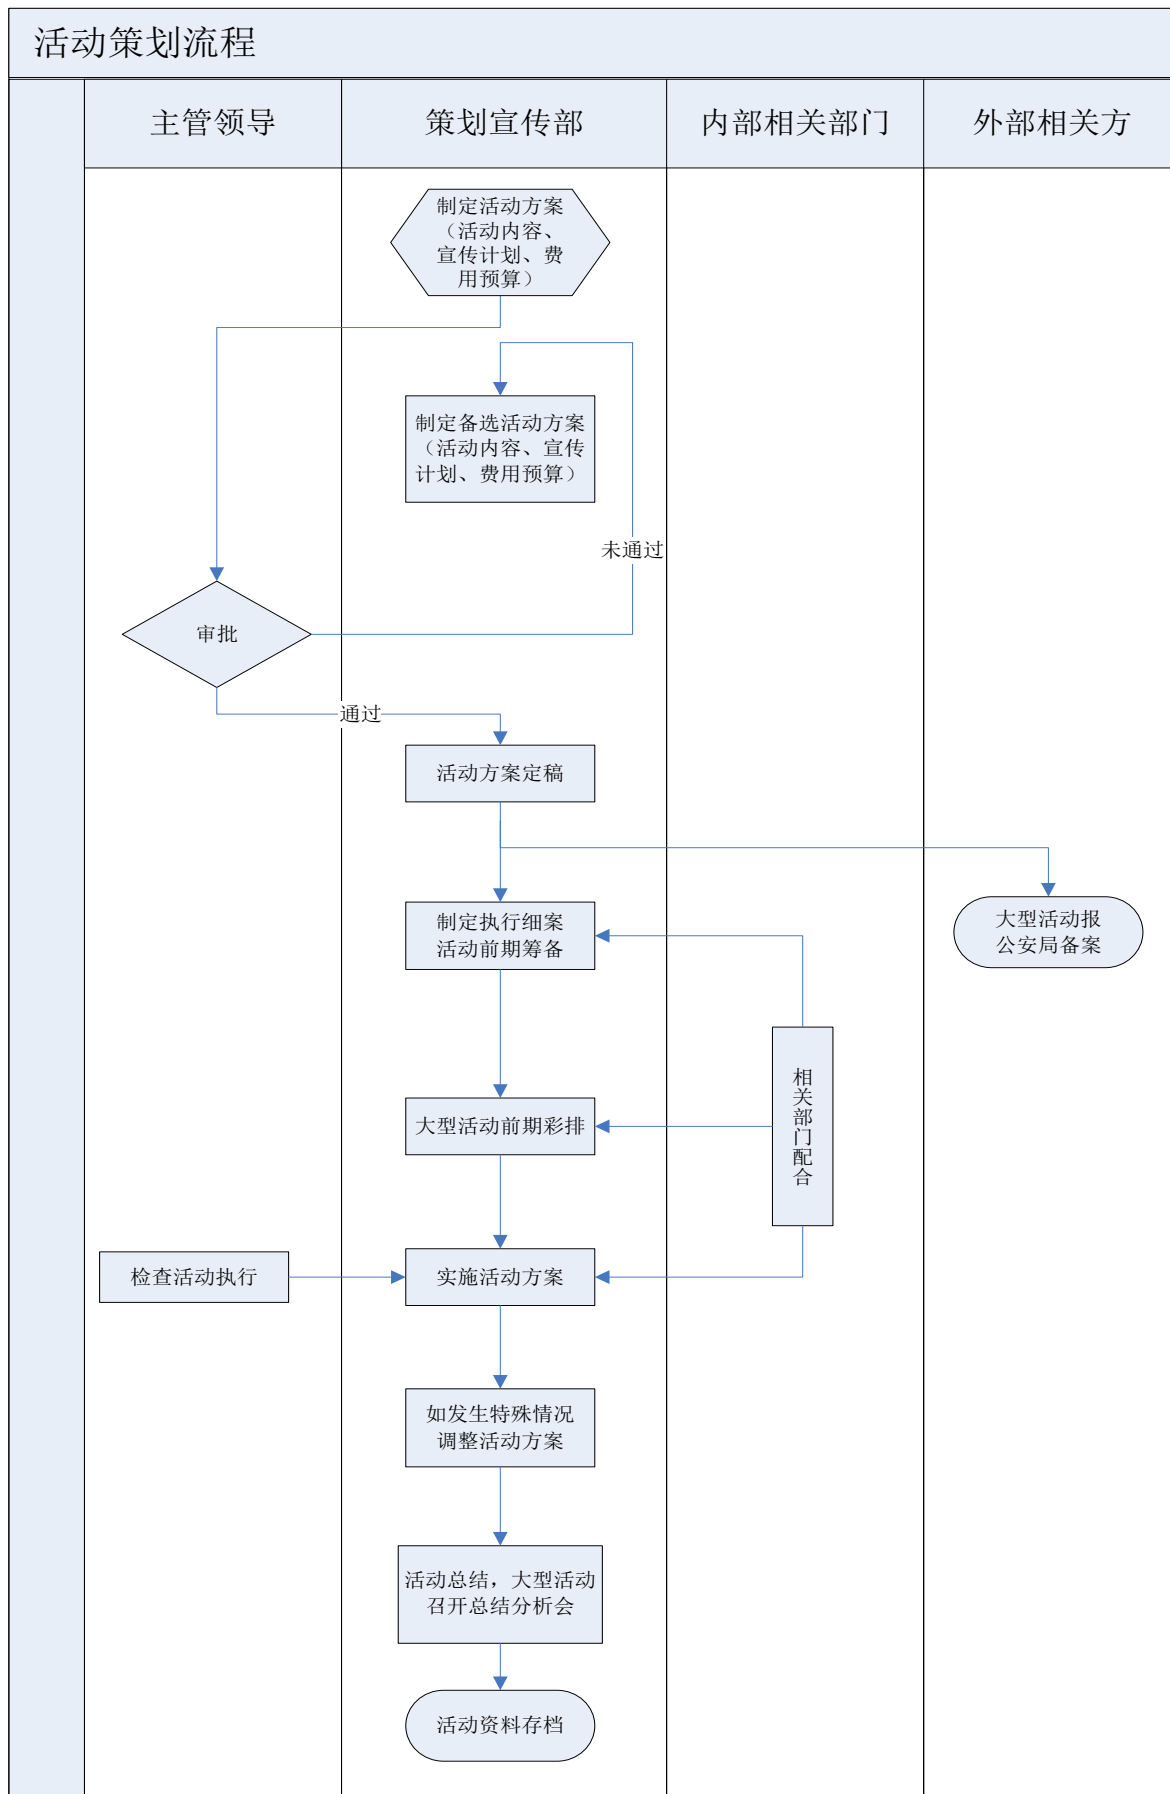 活动策划流程
主管领导
策划宣传部
内部相关部门
外部相关方
制定活动方案
（活动内容、
宣传计划、费
用预算）
制定备选活动方案
（活动内容、宣传
计划、费用预算）
未通过
审批
通过
活动方案定稿
制定执行细案
活动前期筹备
大型活动报
公安局备案
相关部门配合
大型活动前期彩排
检查活动执行
实施活动方案
如发生特殊情况
调整活动方案
活动总结，大型活动
召开总结分析会
活动资料存档